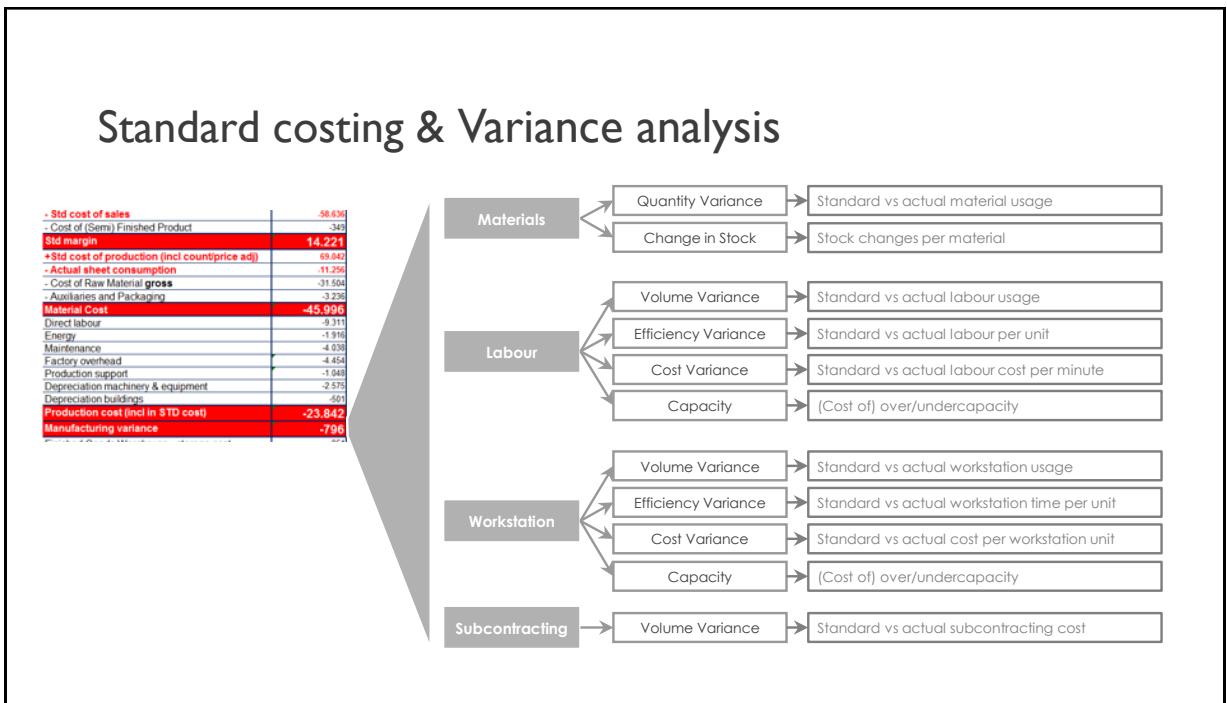 Standard costing & Variance analysis
- Std cost of sales -58.636
- Cost of (Semi) Finished Product -349
Std margin 14.221
+Std cost of production (incl count/price adj) 69.042
- Actual sheet consumption -11.256
- Cost of Raw Material gross -31.504
- Auxiliaries and Packaging -3.236
Material Cost -45.996
Direct labour -9.311
Energy -1.916
Maintenance -4.038
Factory overhead -4.454
Production support -1.048
Depreciation machinery & equipment -2.575
Depreciation buildings -501
Production cost (incl in STD cost) -23.842
Manufacturing variance -796
Materials
Quantity Variance Standard vs actual material usage
Change in Stock Stock changes per material
Labour
Volume Variance Standard vs actual labour usage
Efficiency Variance Standard vs actual labour per unit
Cost Variance Standard vs actual labour cost per minute
Capacity (Cost of) over/undercapacity
Workstation
Volume Variance Standard vs actual workstation usage
Efficiency Variance Standard vs actual workstation time per unit
Cost Variance Standard vs actual cost per workstation unit
Capacity (Cost of) over/undercapacity
Subcontracting
Volume Variance Standard vs actual subcontracting cost